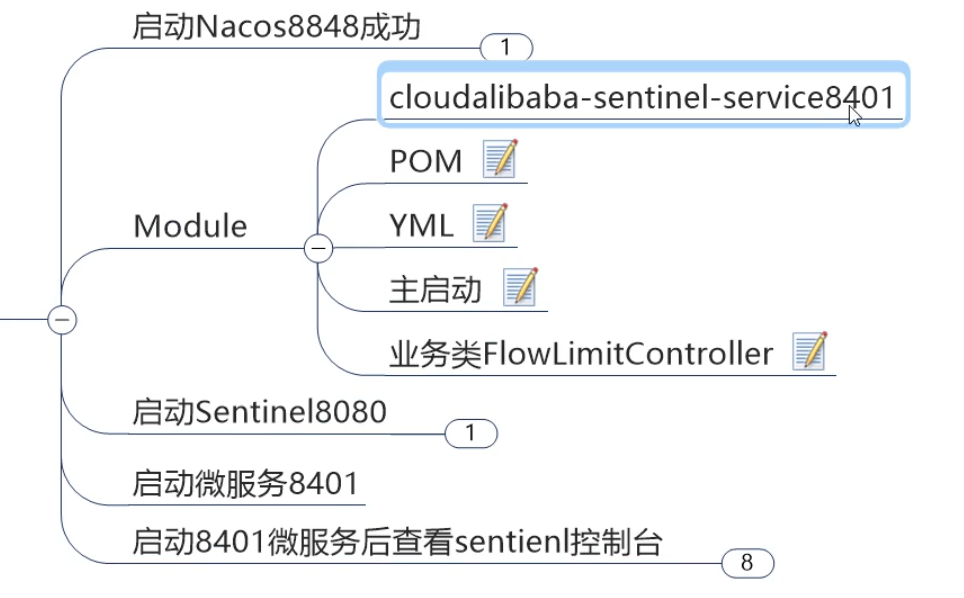 启动Nacos8848成功
1
cloudalibaba-sentinel-service8401
POM
YML
Module
主启动
业务类FlowLimitController
启动Sentinel8080
1
启动微服务8401
启动8401微服务后查看sentienl控制台
8